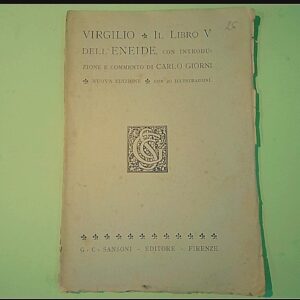 VIRGILIO ✤ IL LIBRO V
DELL'ENEIDE, CON INTRODU-
ZIONE E COMMENTO DI CARLO GIORNI
✤ NUOVA EDIZIONE ✤ CON 20 ILLUSTRAZIONI
G · C · SANSONI – EDITORE – FIRENZE